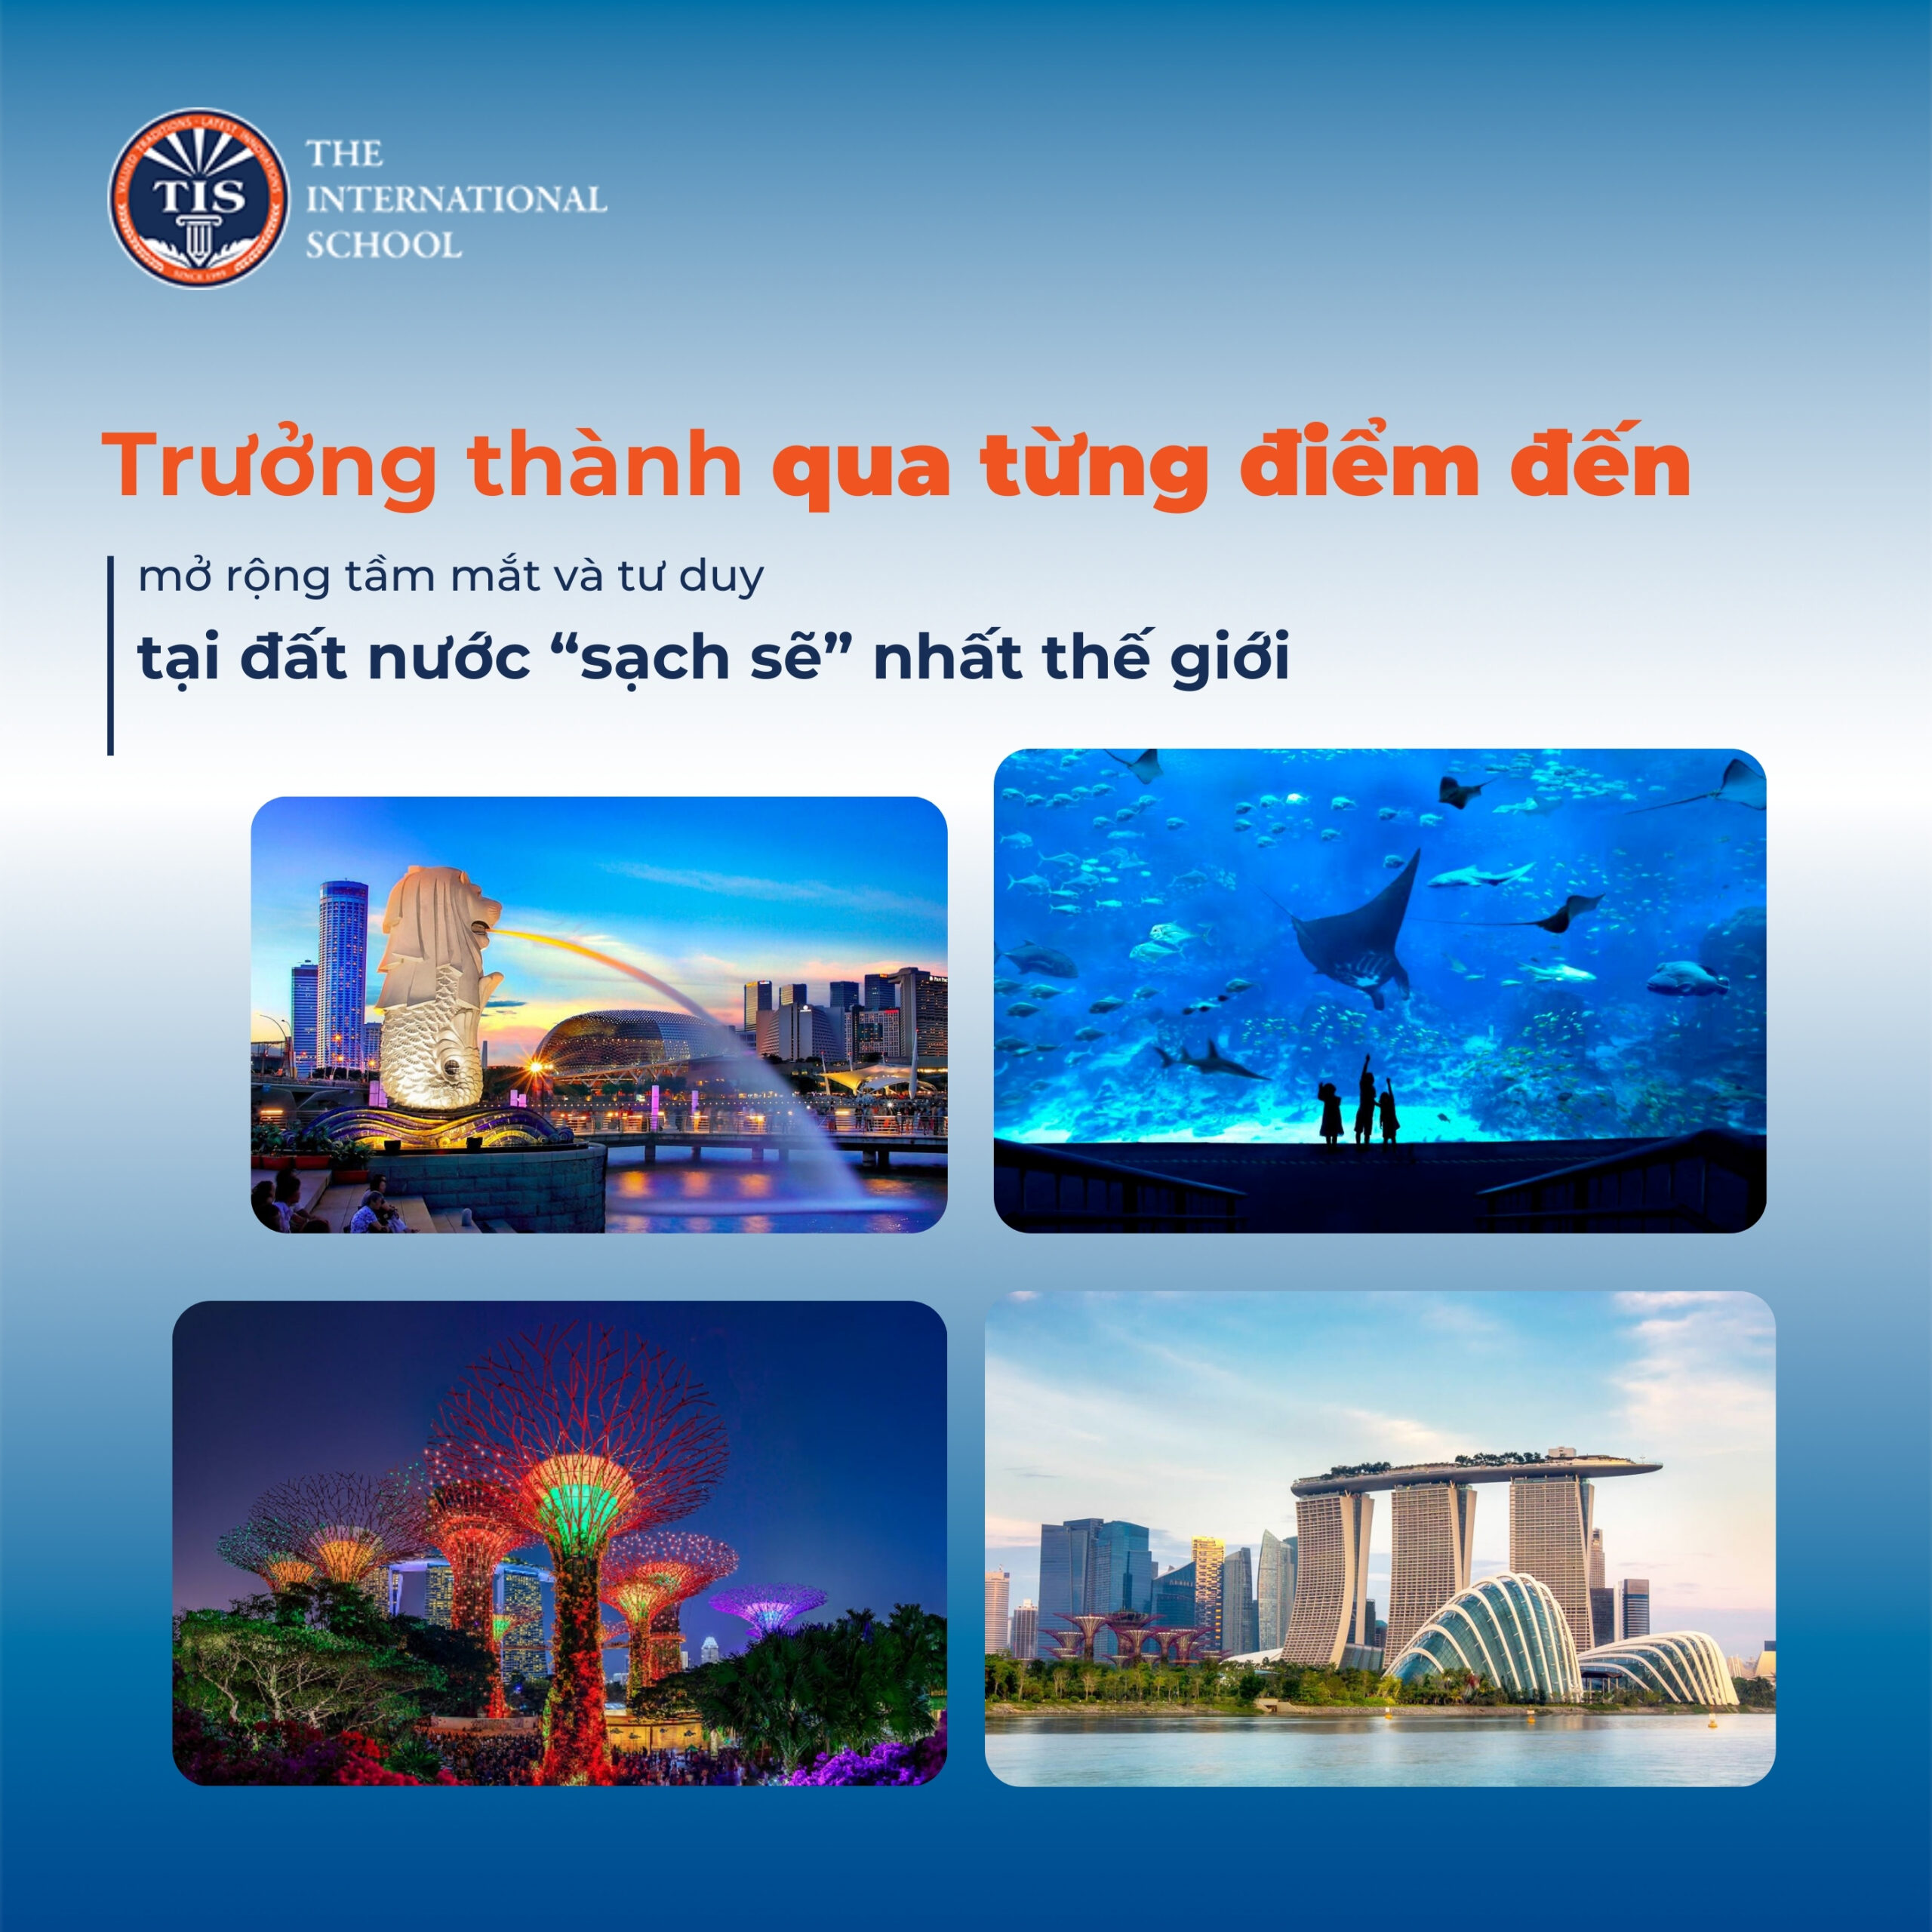 VALUED TRADITIONS · LATEST INNOVATIONS
TIS
SINCE 1995
THE
INTERNATIONAL
SCHOOL
Trưởng thành qua từng điểm đến
mở rộng tầm mắt và tư duy
tại đất nước “sạch sẽ” nhất thế giới